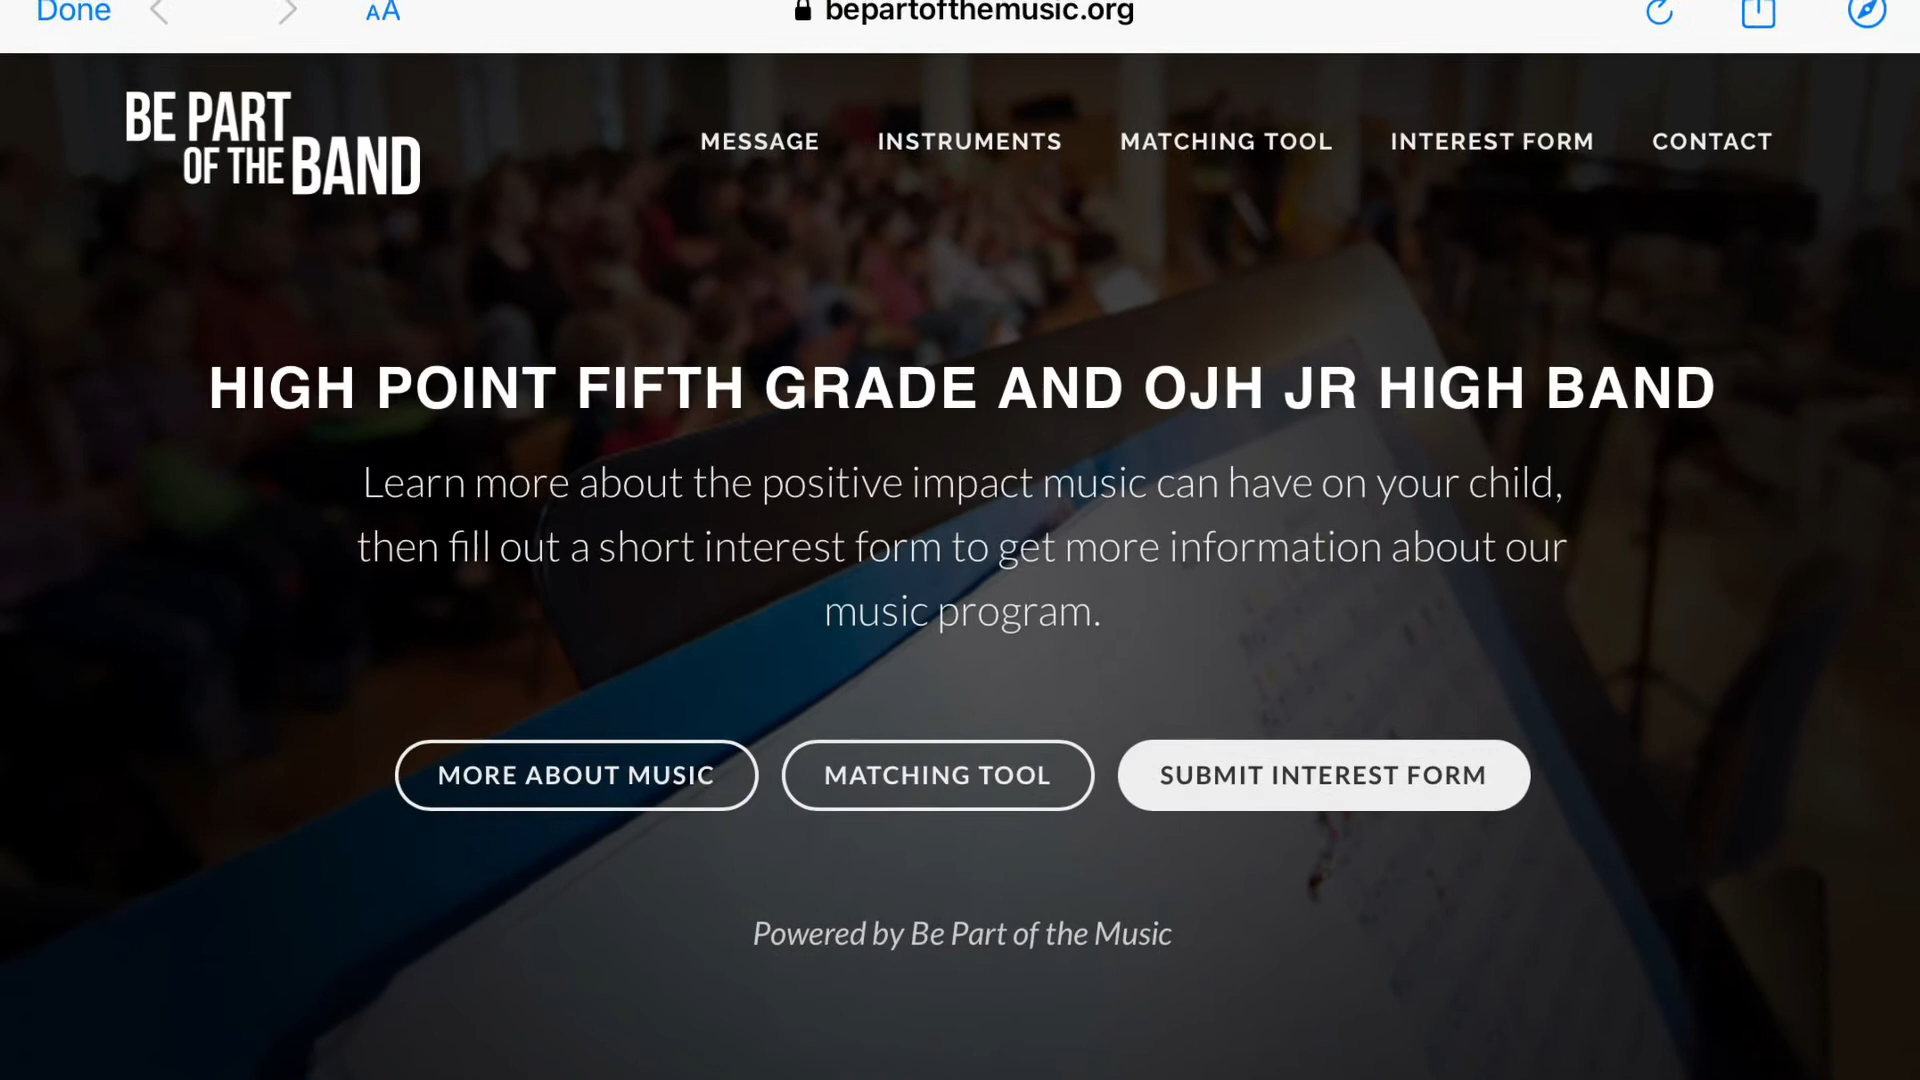 Done AA bepartofthemusic.org
BE PART
OF THE BAND
MESSAGE INSTRUMENTS MATCHING TOOL INTEREST FORM CONTACT
HIGH POINT FIFTH GRADE AND OJH JR HIGH BAND
Learn more about the positive impact music can have on your child,
then fill out a short interest form to get more information about our
music program.
MORE ABOUT MUSIC MATCHING TOOL SUBMIT INTEREST FORM
Powered by Be Part of the Music